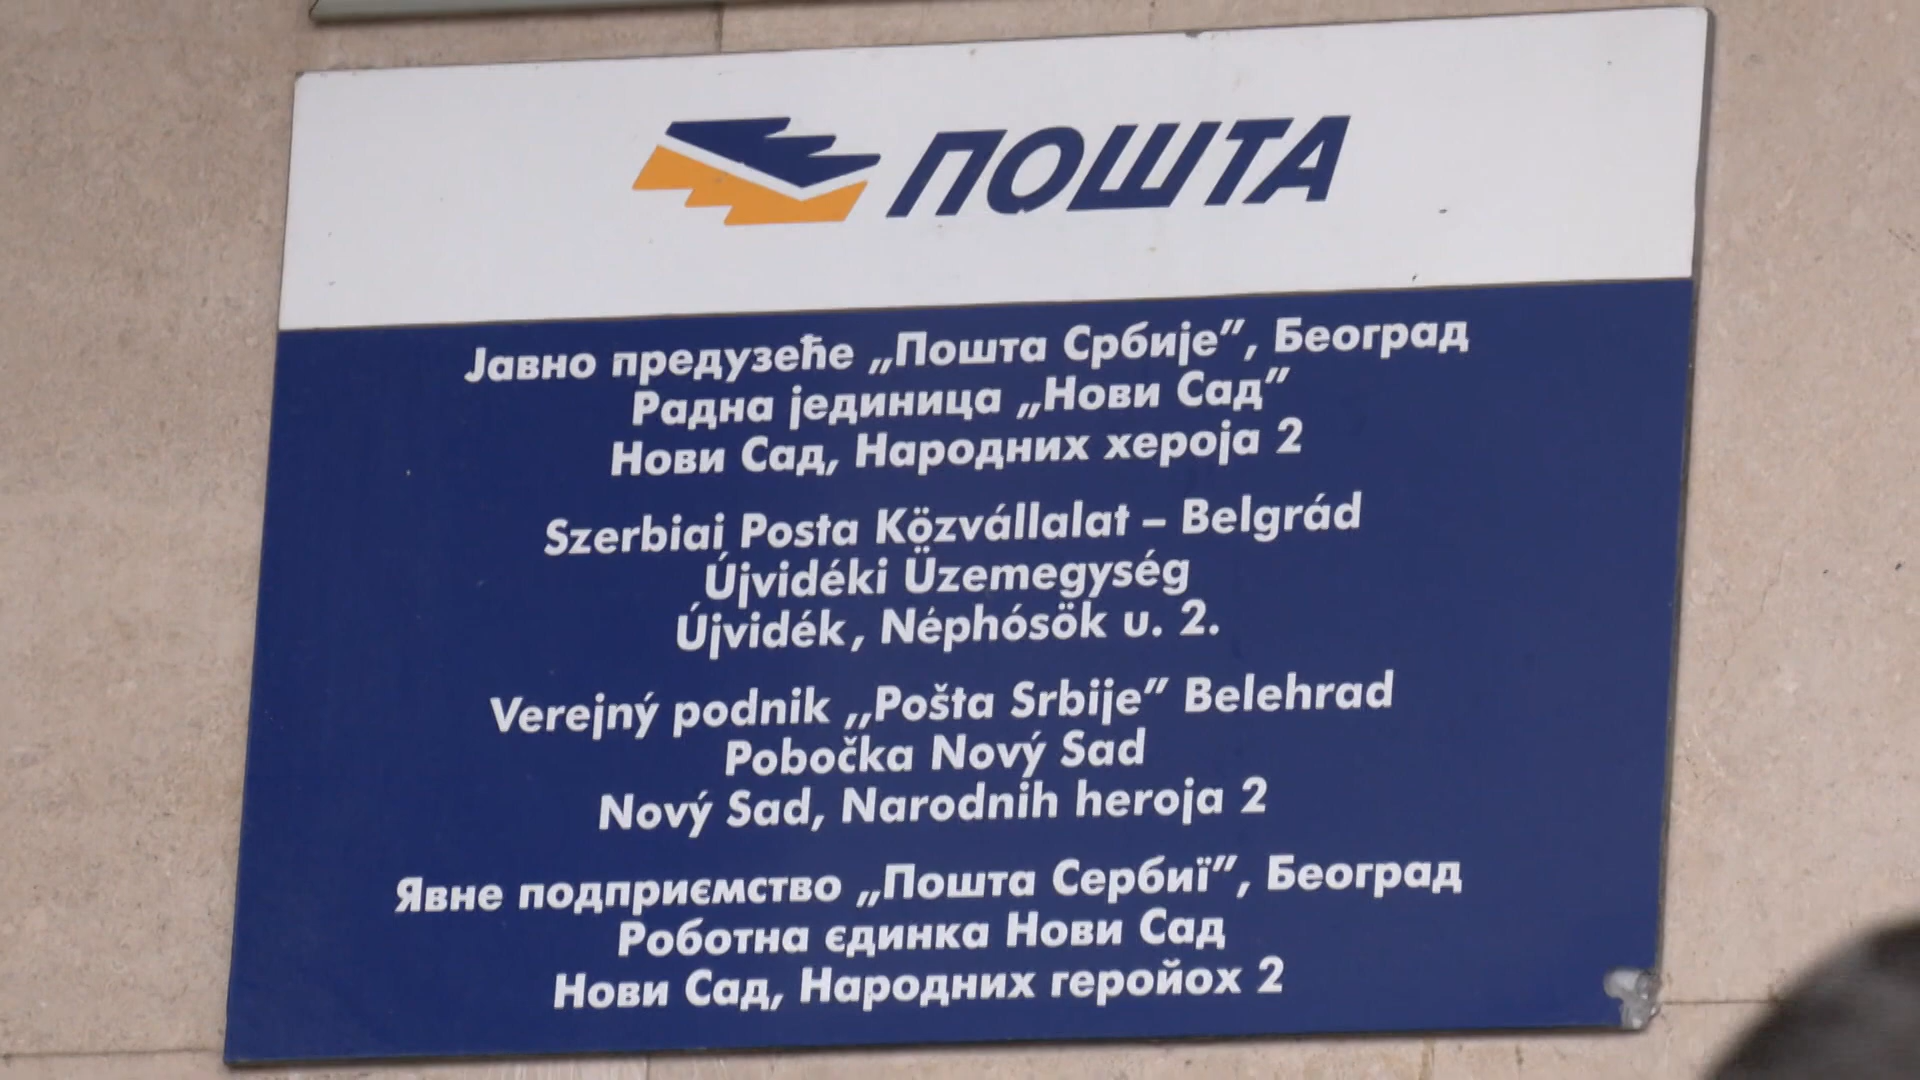 ПОШТА
Јавно предузеће „Пошта Србије”, Београд
Радна јединица „Нови Сад”
Нови Сад, Народних хероја 2
Szerbiai Posta Közvállalat – Belgrád
Újvidéki Üzemegység
Újvidék, Néphósök u. 2.
Verejný podnik ,,Pošta Srbije” Belehrad
Pobočka Nový Sad
Nový Sad, Narodnih heroja 2
Явне подприємство „Пошта Сербиї”, Београд
Роботна єдинка Нови Сад
Нови Сад, Народних геройох 2